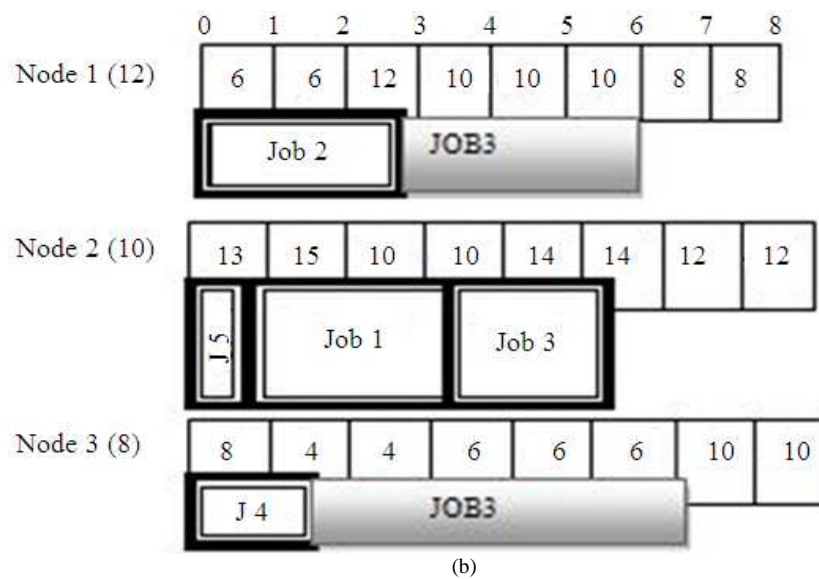 0 1 2 3 4 5 6 7 8
Node 1 (12) 6 6 12 10 10 10 8 8
Job 2 JOB3
Node 2 (10) 13 15 10 10 14 14 12 12
J 5 Job 1 Job 3
Node 3 (8) 8 4 4 6 6 6 10 10
J 4 JOB3
(b)